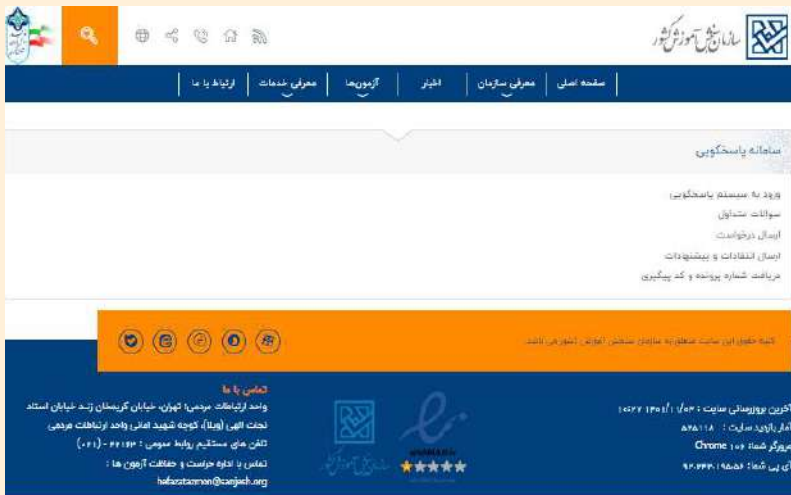 سازمان سنجش آموزش کشور
صفحه اصلی
معرفی سازمان
اخبار
آزمون‌ها
معرفی خدمات
ارتباط با ما
سامانه پاسخگویی
ورود به سیستم پاسخگویی
سوالات متداول
ارسال درخواست
ارسال انتقادات و پیشنهادات
دریافت شماره پرونده و کد پیگیری
کلیه حقوق این سایت متعلق به سازمان سنجش آموزش کشور می باشد.
آخرین بروزرسانی سایت :
آمار بازدید سایت :
مرورگر شما: Chrome
آی پی شما:
تماس با ما
واحد ارتباطات مردمی: تهران، خیابان کریمخان زند خیابان استاد
نجات الهی (ویلا)، کوچه شهید امانی واحد ارتباطات مردمی
تلفن های مستقیم روابط عمومی :
تماس با اداره حراست و حفاظت آزمون ها :
hefazatazmon@sanjesh.org